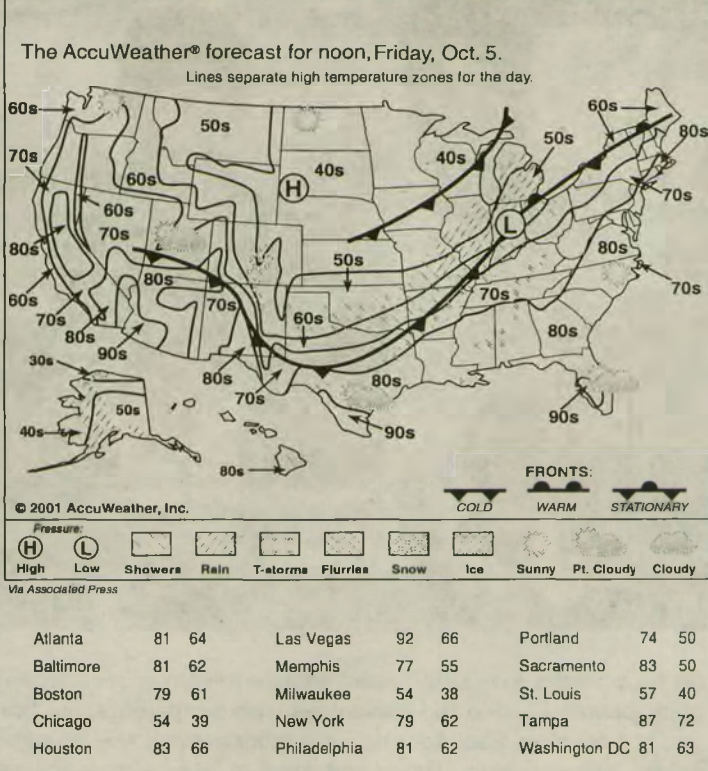 The AccuWeather® forecast for noon, Friday, Oct. 5.
Lines separate high temperature zones for the day.
60s
50s
60s
50s
80s
70s
40s
40s
60s
60s
70s
H
70s
80s
L
80s
50s
80s
70s
60s
70s
70s
60s
70s
80s
80s
90s
80s
30s
70s
80s
50s
90s
90s
40s
80s
FRONTS:
© 2001 AccuWeather, Inc.
COLD WARM STATIONARY
Pressure:
H L
High Low Showers Rain T-storms Flurries Snow Ice Sunny Pt. Cloudy Cloudy
Via Associated Press
Atlanta 81 64 Las Vegas 92 66 Portland 74 50
Baltimore 81 62 Memphis 77 55 Sacramento 83 50
Boston 79 61 Milwaukee 54 38 St. Louis 57 40
Chicago 54 39 New York 79 62 Tampa 87 72
Houston 83 66 Philadelphia 81 62 Washington DC 81 63